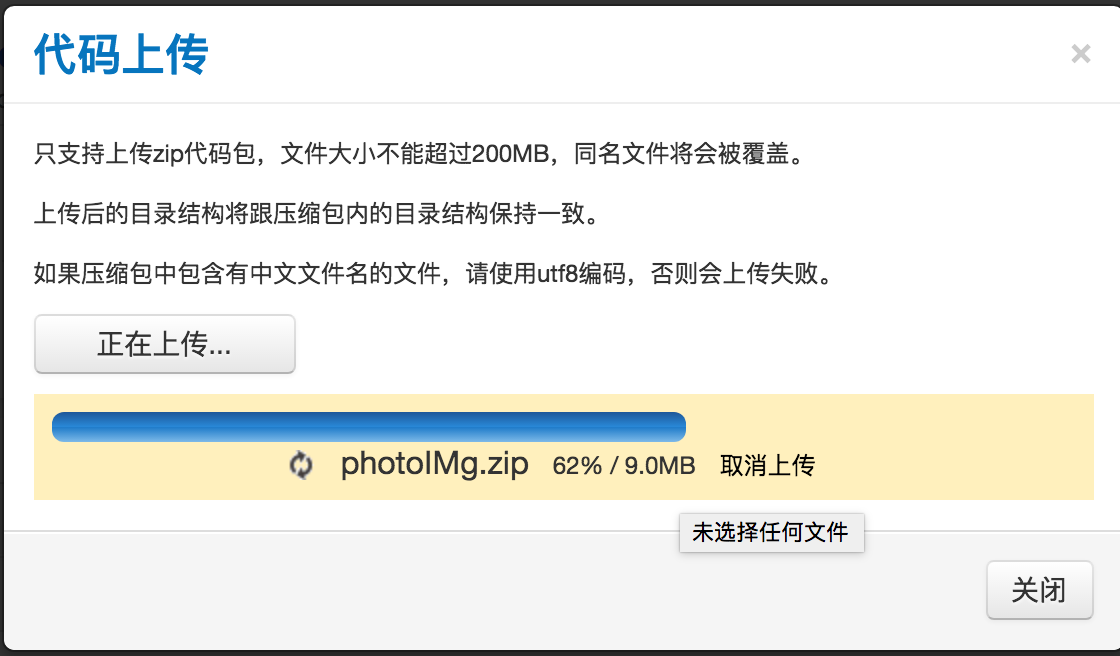 代码上传
×
只支持上传zip代码包，文件大小不能超过200MB，同名文件将会被覆盖。
上传后的目录结构将跟压缩包内的目录结构保持一致。
如果压缩包中包含有中文文件名的文件，请使用utf8编码，否则会上传失败。
正在上传...
photoIMg.zip 62% / 9.0MB 取消上传
未选择任何文件
关闭